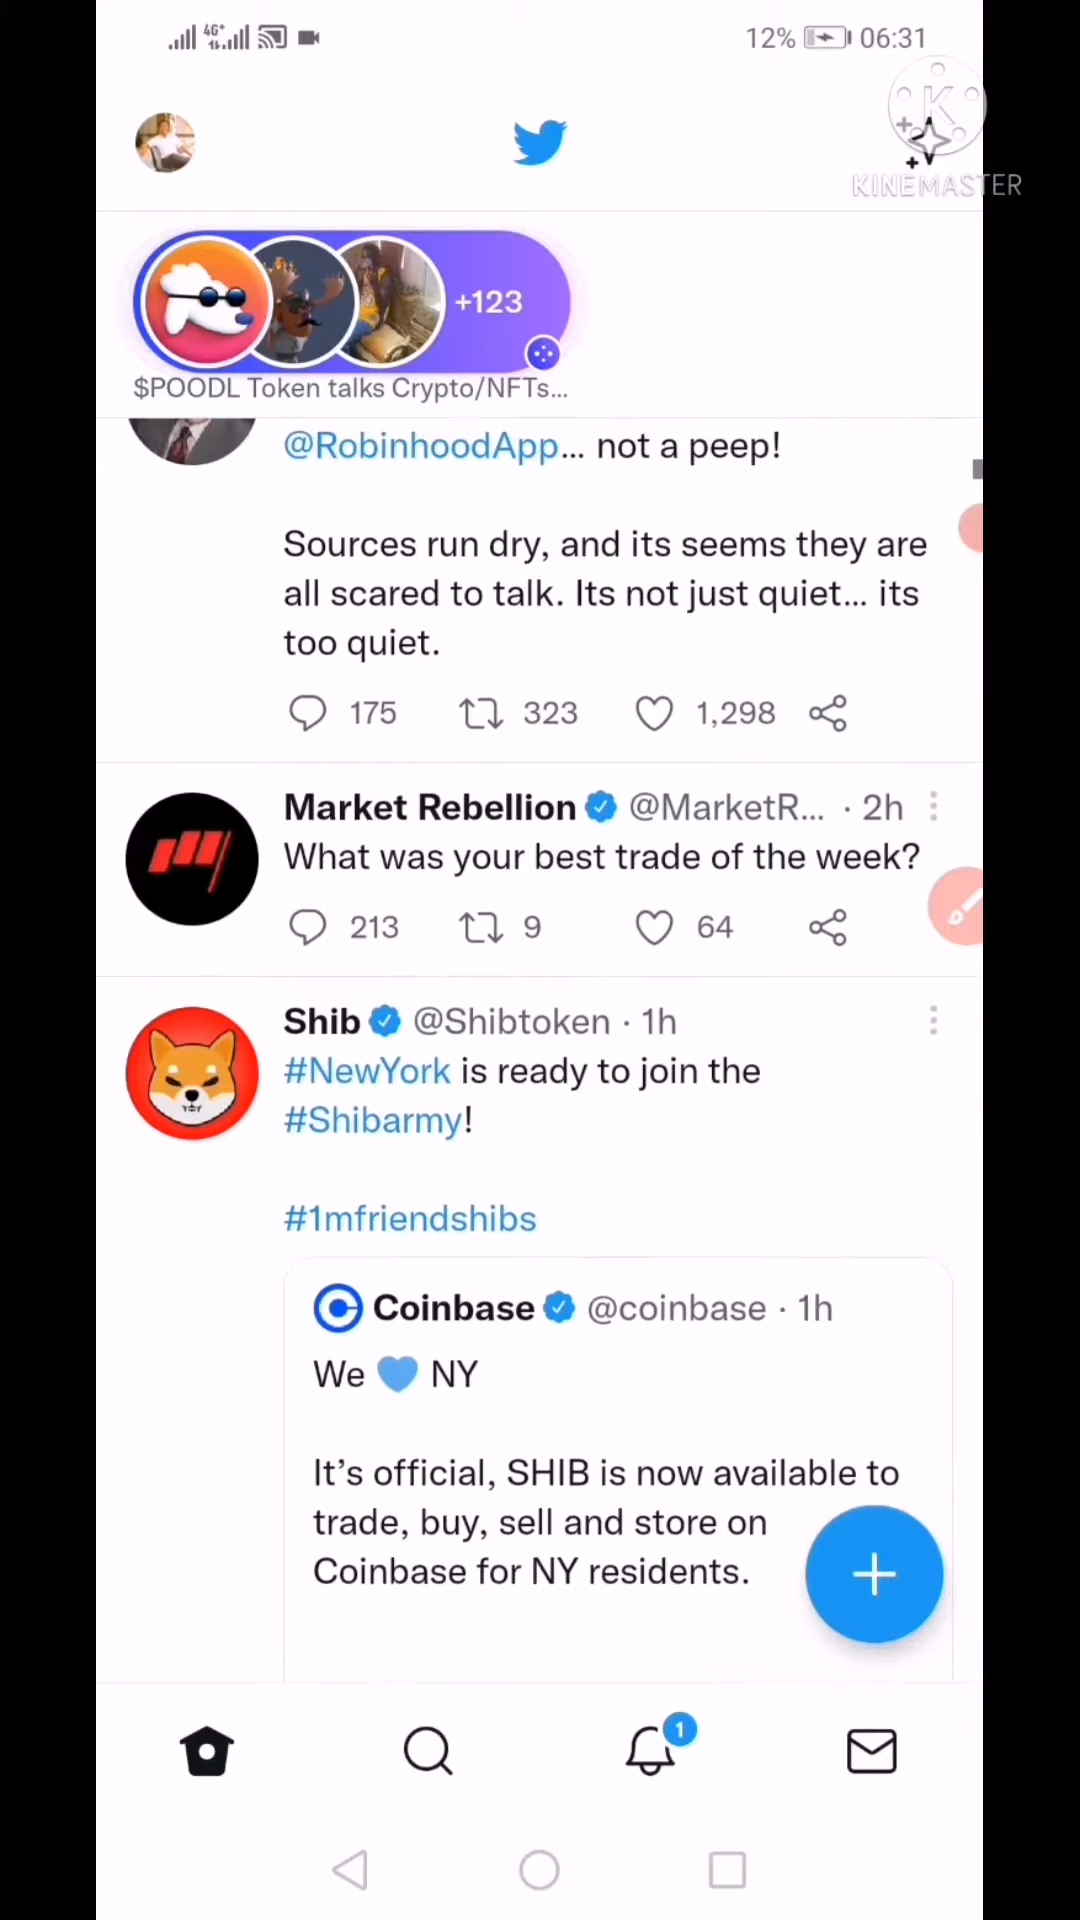 4G+
12% 06:31
K
KINEMASTER
+123
$POODL Token talks Crypto/NFTs...
@RobinhoodApp... not a peep!
Sources run dry, and its seems they are
all scared to talk. Its not just quiet... its
too quiet.
175 323 1,298
Market Rebellion @MarketR... · 2h
What was your best trade of the week?
213 9 64
Shib @Shibtoken · 1h
#NewYork is ready to join the
#Shibarmy!
#1mfriendshibs
Coinbase @coinbase · 1h
We 💙 NY
It's official, SHIB is now available to
trade, buy, sell and store on
Coinbase for NY residents.
1